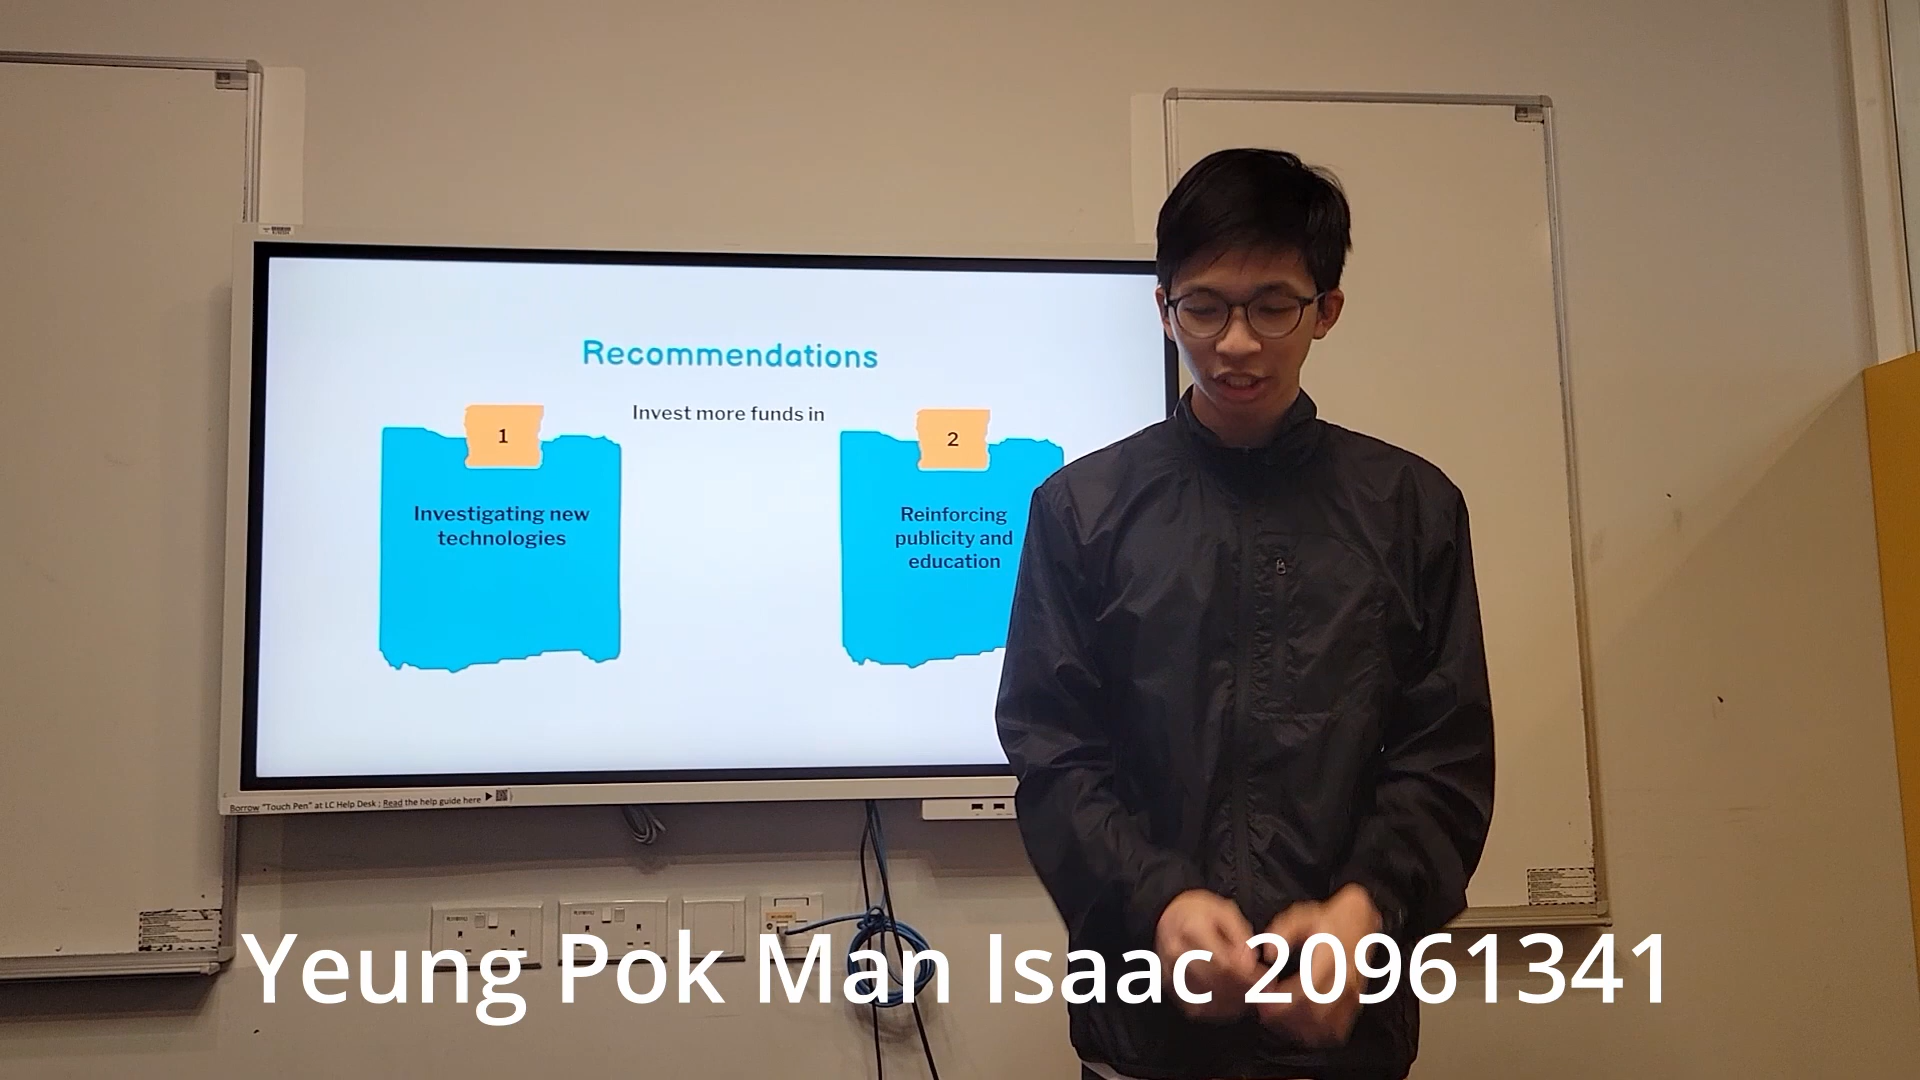 Recommendations
Invest more funds in
1
Investigating new
technologies
2
Reinforcing
publicity and
education
Borrow "Touch Pen" at LC Help Desk ; Read the help guide here
Yeung Pok Man Isaac 20961341